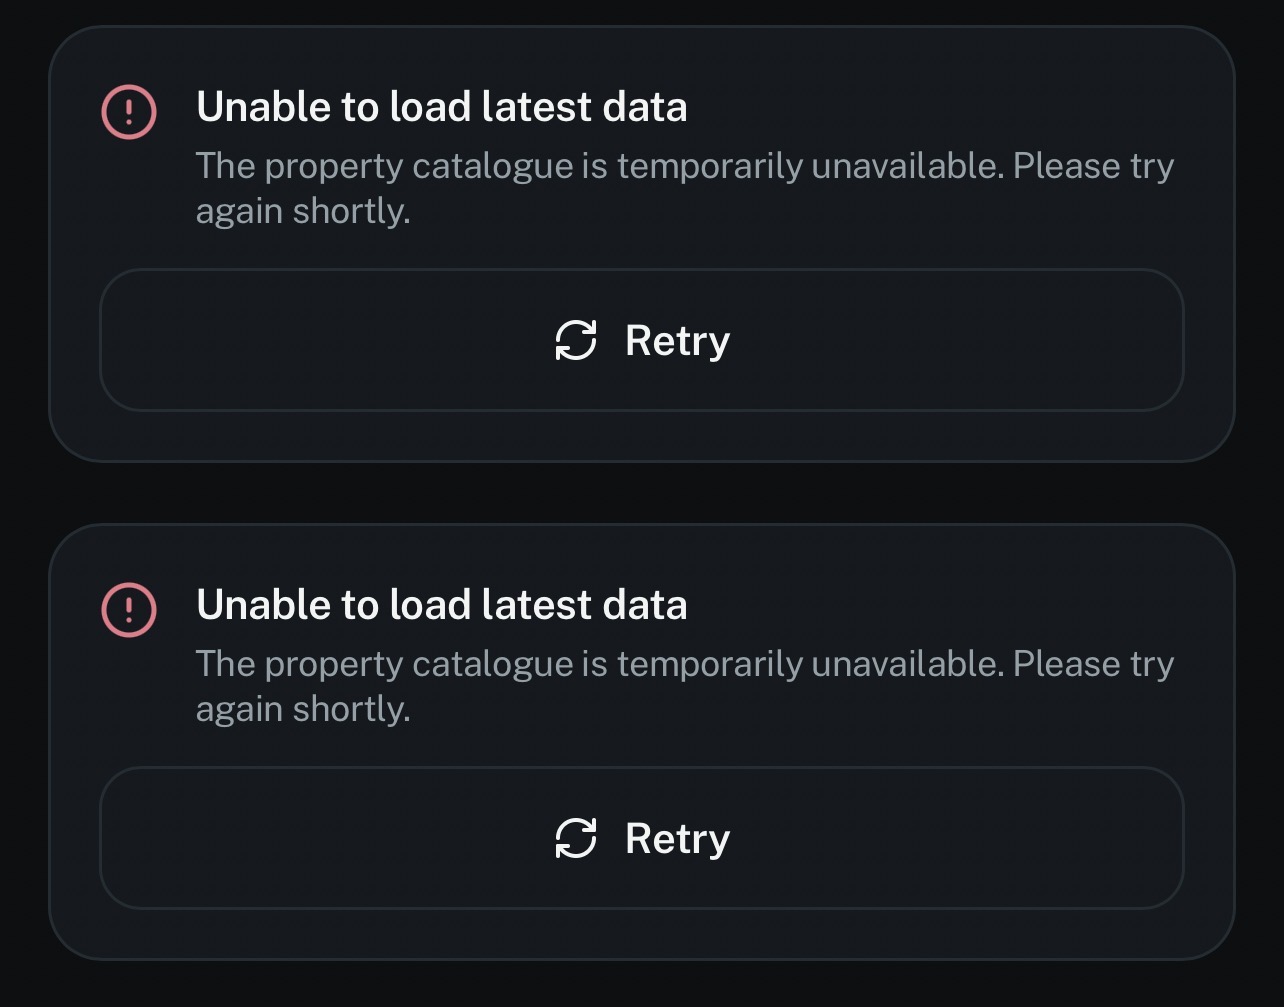 Unable to load latest data
The property catalogue is temporarily unavailable. Please try
again shortly.
Retry
Unable to load latest data
The property catalogue is temporarily unavailable. Please try
again shortly.
Retry